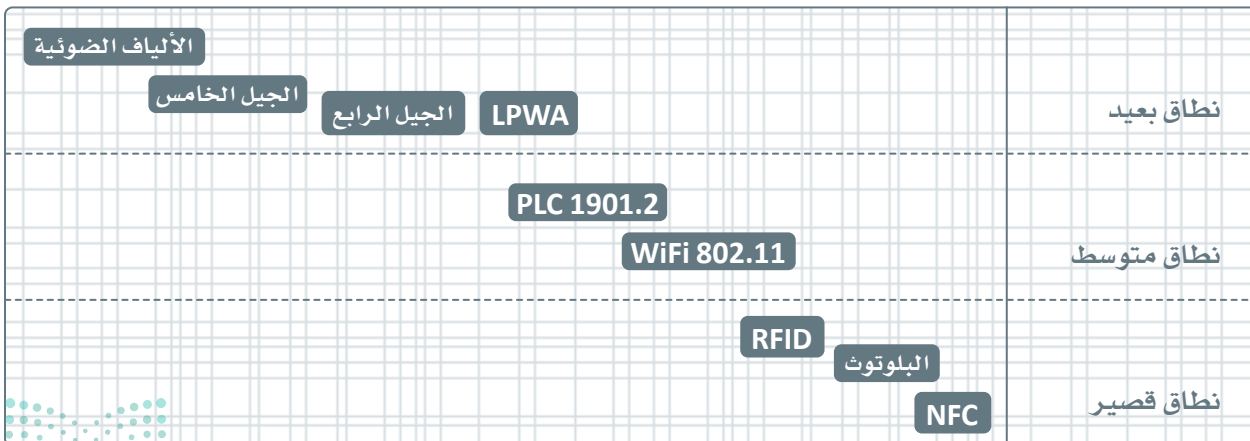 نطاق بعيد
الألياف الضوئية
الجيل الخامس
الجيل الرابع
LPWA
نطاق متوسط
PLC 1901.2
WiFi 802.11
نطاق قصير
RFID
البلوتوث
NFC